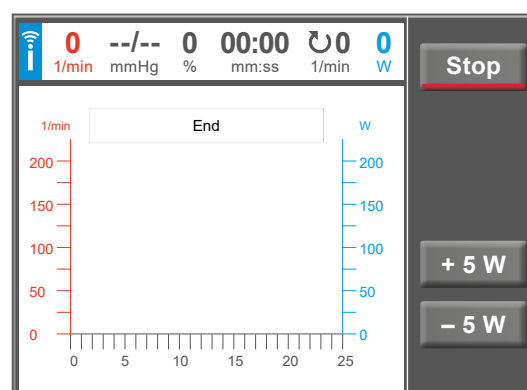 0 --/-- 0 00:00 0 0
1/min mmHg % mm:ss 1/min W
Stop
1/min End W
200 200
150 150
100 100
+ 5 W
50 50
– 5 W
0 0
0 5 10 15 20 25